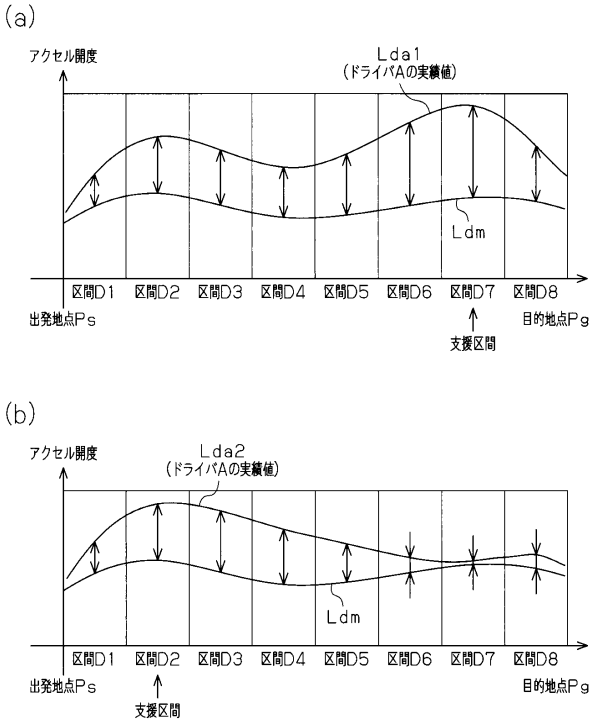 (a)
アクセル開度
Lda1
(ドライバAの実績値)
Ldm
区間D1 区間D2 区間D3 区間D4 区間D5 区間D6 区間D7 区間D8
出発地点Ps 目的地点Pg
支援区間
(b)
アクセル開度
Lda2
(ドライバAの実績値)
Ldm
区間D1 区間D2 区間D3 区間D4 区間D5 区間D6 区間D7 区間D8
出発地点Ps 目的地点Pg
支援区間